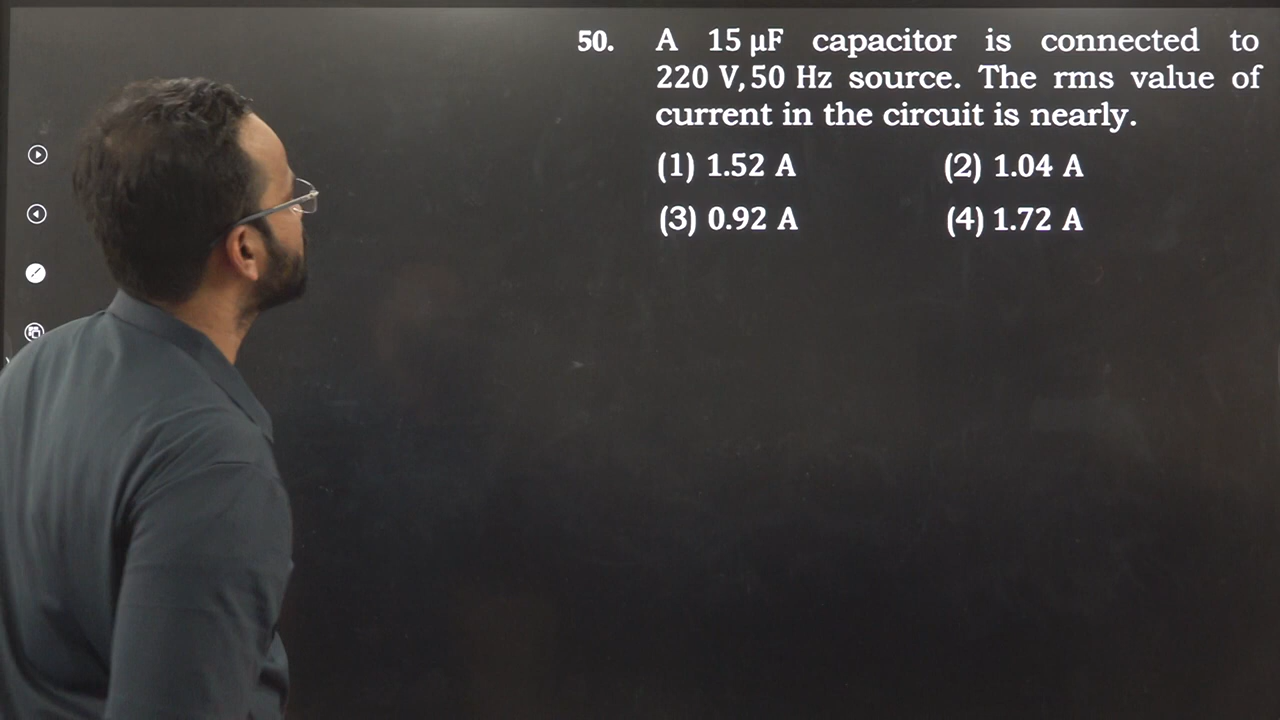 50. A 15 µF capacitor is connected to
220 V, 50 Hz source. The rms value of
current in the circuit is nearly.
(1) 1.52 A (2) 1.04 A
(3) 0.92 A (4) 1.72 A